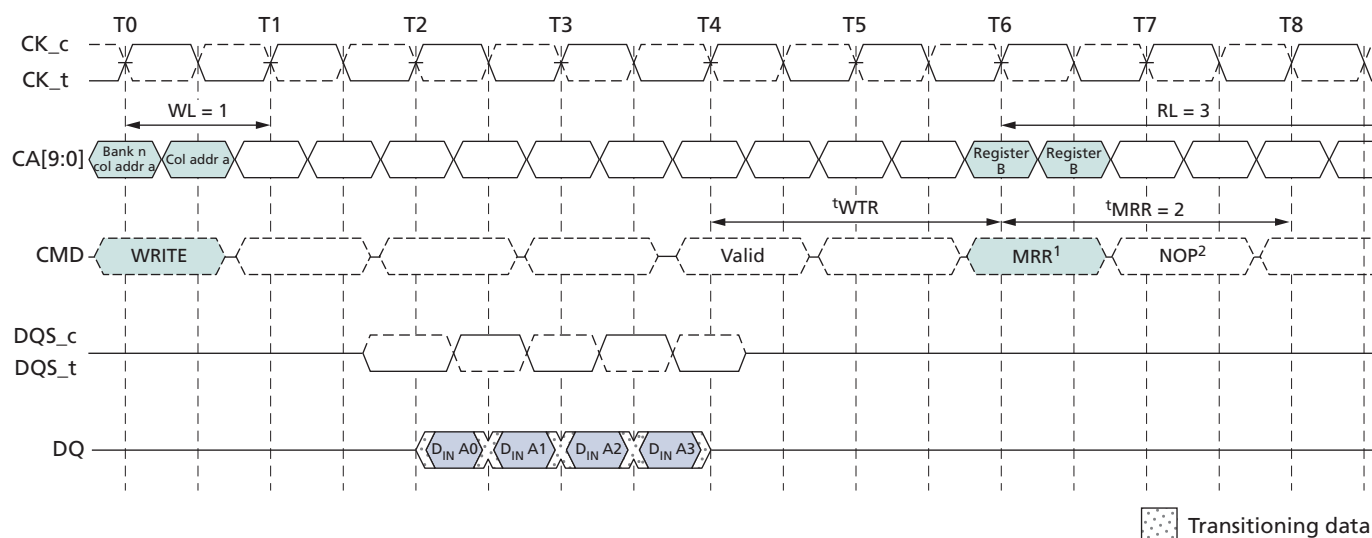 T0 T1 T2 T3 T4 T5 T6 T7 T8
CK_c
CK_t
WL = 1
RL = 3
CA[9:0]
Bank n
col addr a
Col addr a
Register
B
Register
B
tWTR
tMRR = 2
CMD
WRITE
Valid
MRR1
NOP2
DQS_c
DQS_t
DQ
DIN A0
DIN A1
DIN A2
DIN A3
Transitioning data